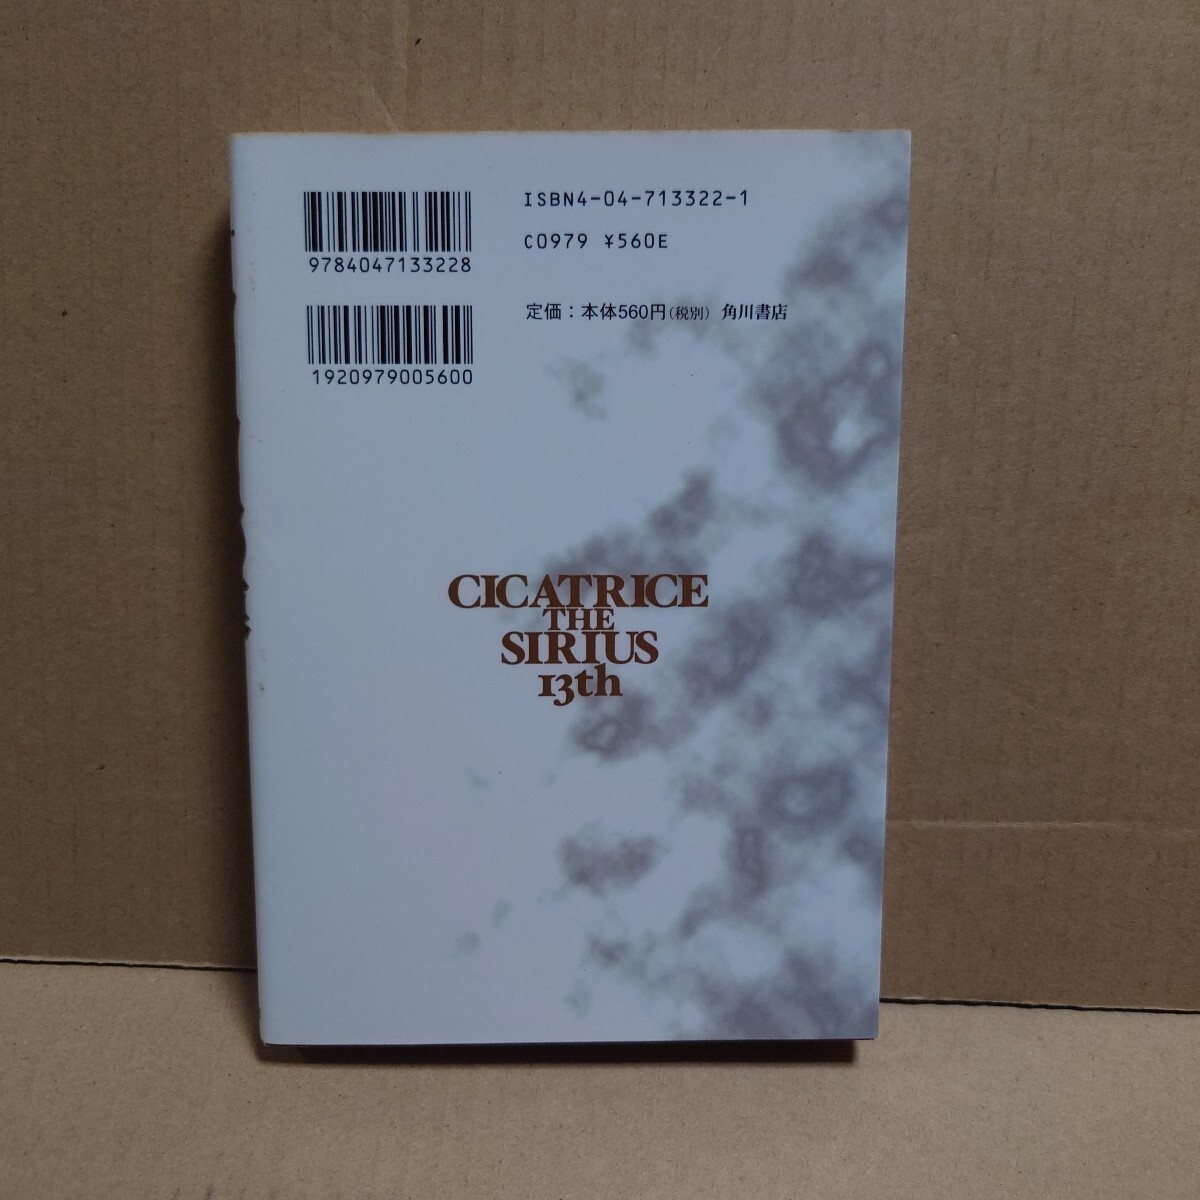 ISBN4-04-713322-1
C0979 ¥560E
9784047133228
定価：本体560円（税別） 角川書店
1920979005600
CICATRICE
THE
SIRIUS
13th